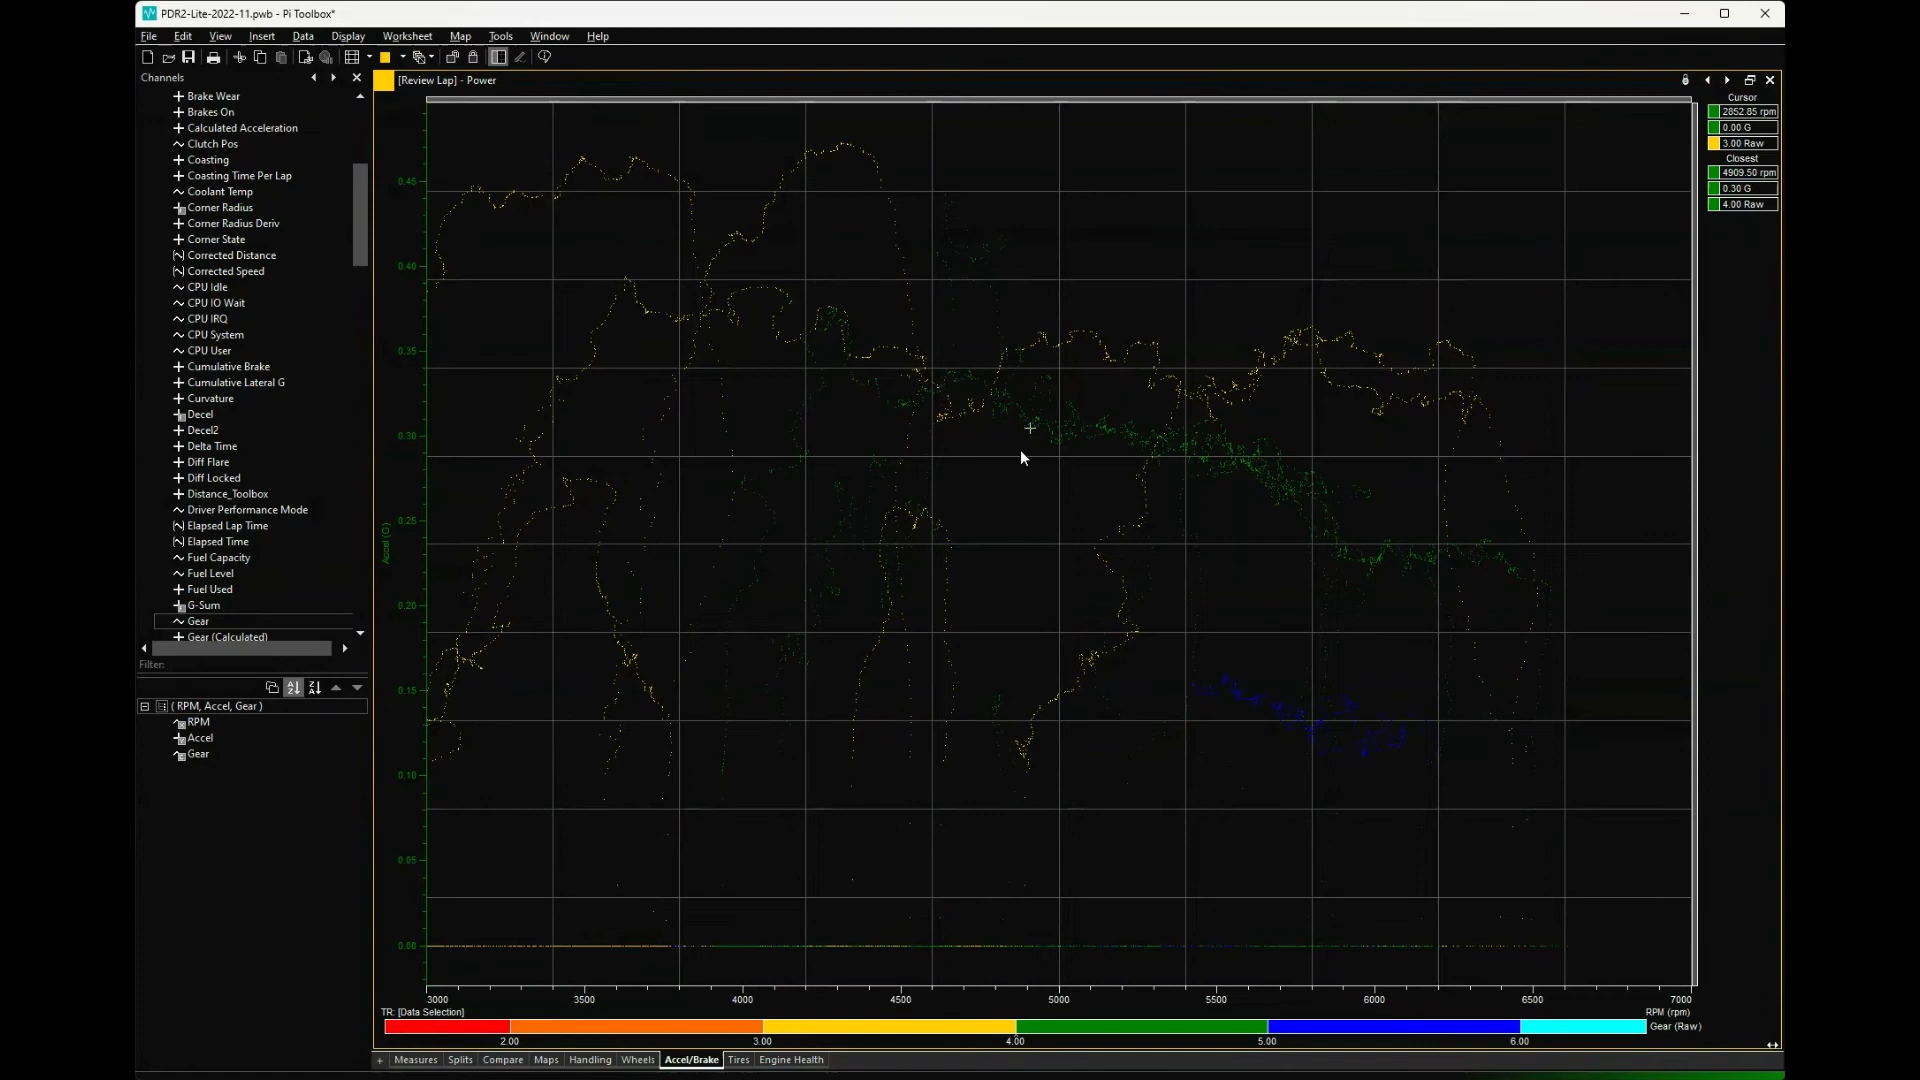 PDR2-Lite-2022-11.pwb - Pi Toolbox*
File Edit View Insert Data Display Worksheet Map Tools Window Help
Channels
Brake Wear
Brakes On
Calculated Acceleration
Clutch Pos
Coasting
Coasting Time Per Lap
Coolant Temp
Corner Radius
Corner Radius Deriv
Corner State
Corrected Distance
Corrected Speed
CPU Idle
CPU IO Wait
CPU IRQ
CPU System
CPU User
Cumulative Brake
Cumulative Lateral G
Curvature
Decel
Decel2
Delta Time
Diff Flare
Diff Locked
Distance_Toolbox
Driver Performance Mode
Elapsed Lap Time
Elapsed Time
Fuel Capacity
Fuel Level
Fuel Used
G-Sum
Gear
Gear (Calculated)
Filter:
( RPM, Accel, Gear )
RPM
Accel
Gear
[Review Lap] - Power
0.45
0.40
0.35
0.30
0.25
0.20
0.15
0.10
0.05
0.00
Accel (G)
3000 3500 4000 4500 5000 5500 6000 6500 7000
RPM (rpm)
TR: [Data Selection]
Gear (Raw)
2.00 3.00 4.00 5.00 6.00
Cursor
2852.85 rpm
0.00 G
3.00 Raw
Closest
4909.50 rpm
0.30 G
4.00 Raw
+ Measures Splits Compare Maps Handling Wheels Accel/Brake Tires Engine Health